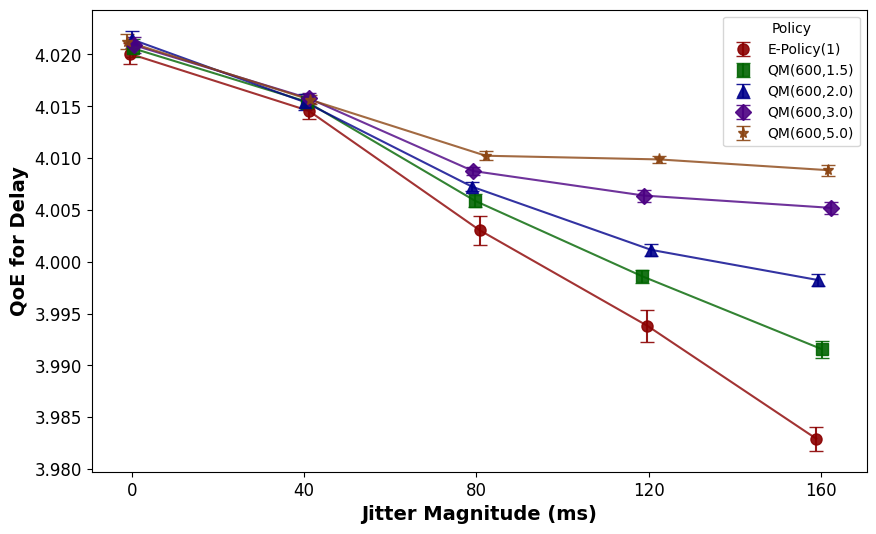 Policy
E-Policy(1)
QM(600,1.5)
QM(600,2.0)
QM(600,3.0)
QM(600,5.0)
QoE for Delay
4.020
4.015
4.010
4.005
4.000
3.995
3.990
3.985
3.980
0 40 80 120 160
Jitter Magnitude (ms)